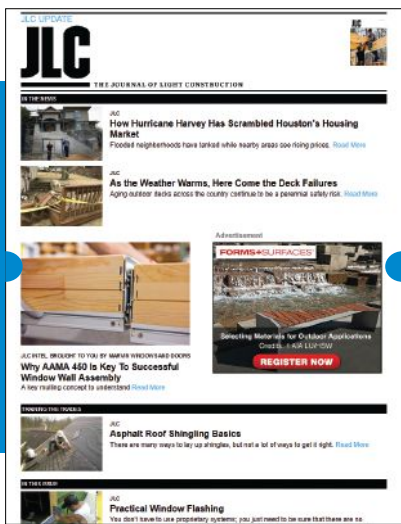 JLC UPDATE
JLC
THE JOURNAL OF LIGHT CONSTRUCTION
IN THE NEWS
JLC
How Hurricane Harvey Has Scrambled Houston's Housing
Market
Flooded neighborhoods have tanked while nearby areas see rising prices. Read More
JLC
As the Weather Warms, Here Come the Deck Failures
Aging outdoor decks across the country continue to be a perennial safety risk. Read More
Advertisement
FORMS+SURFACES
Selecting Materials for Outdoor Applications
REGISTER NOW
JLC INTEL, BROUGHT TO YOU BY MARVIN WINDOWS AND DOORS
Why AAMA 450 Is Key To Successful
Window Wall Assembly
A key mulling concept to understand Read More
TRAINING THE TRADES
JLC
Asphalt Roof Shingling Basics
There are many ways to lay up shingles, but not a lot of ways to get it right. Read More
IN THIS ISSUE
JLC
Practical Window Flashing
You don't have to use proprietary systems; you just need to be sure that there are no